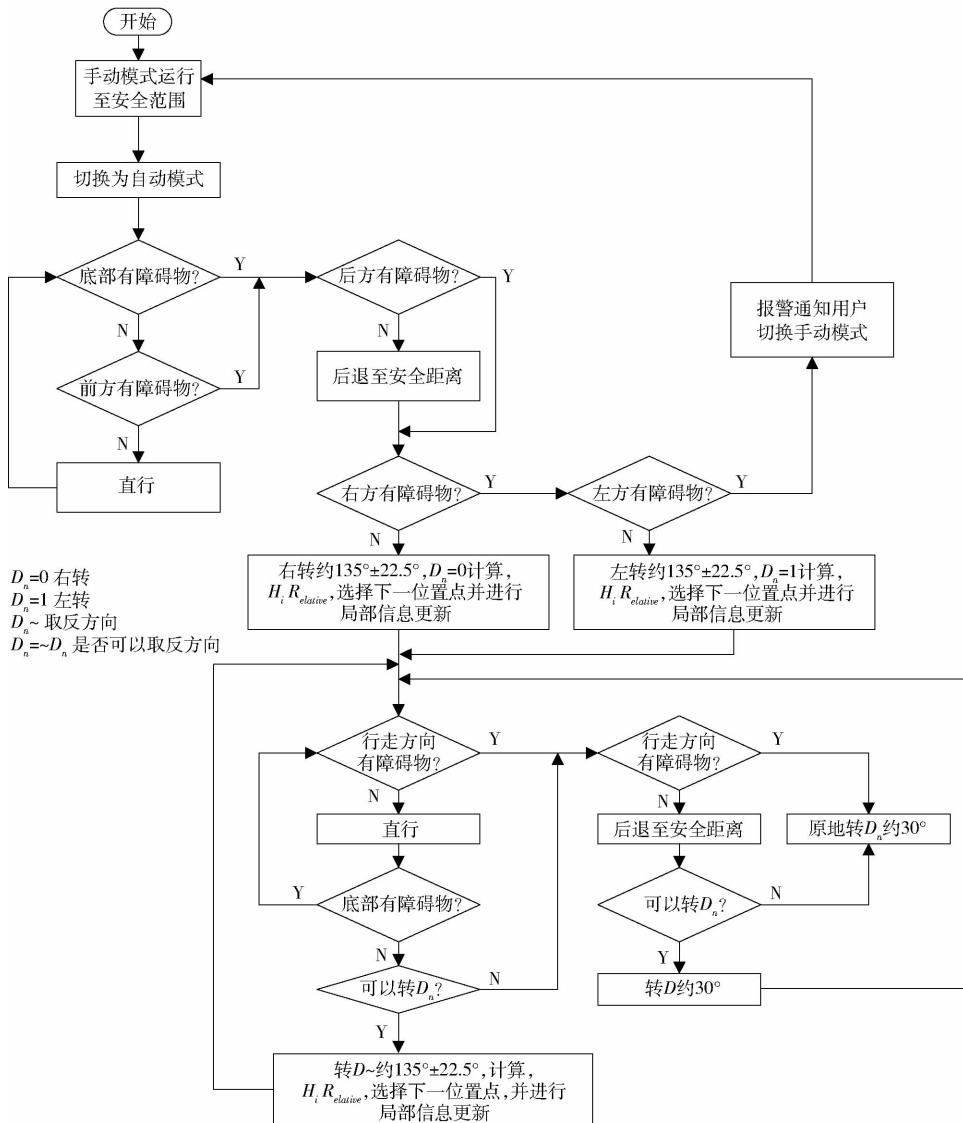 开始
手动模式运行
至安全范围
切换为自动模式
底部有障碍物?
Y
后方有障碍物?
Y
N
N
报警通知用户
切换手动模式
前方有障碍物?
Y
后退至安全距离
N
直行
右方有障碍物?
Y
左方有障碍物?
Y
N
N
右转约135°±22.5°,Dn=0计算,
Hi Relative,选择下一位置点并进行
局部信息更新
左转约135°±22.5°,Dn=1计算,
Hi Relative,选择下一位置点并进行
局部信息更新
Dn=0 右转
Dn=1 左转
Dn~ 取反方向
Dn=~Dn 是否可以取反方向
行走方向
有障碍物?
Y
行走方向
有障碍物?
Y
N
N
直行
后退至安全距离
原地转Dn约30°
Y
底部有障碍物?
可以转Dn?
N
N
Y
可以转Dn?
N
转D约30°
Y
转D~约135°±22.5°,计算,
Hi Relative,选择下一位置点,并进行
局部信息更新